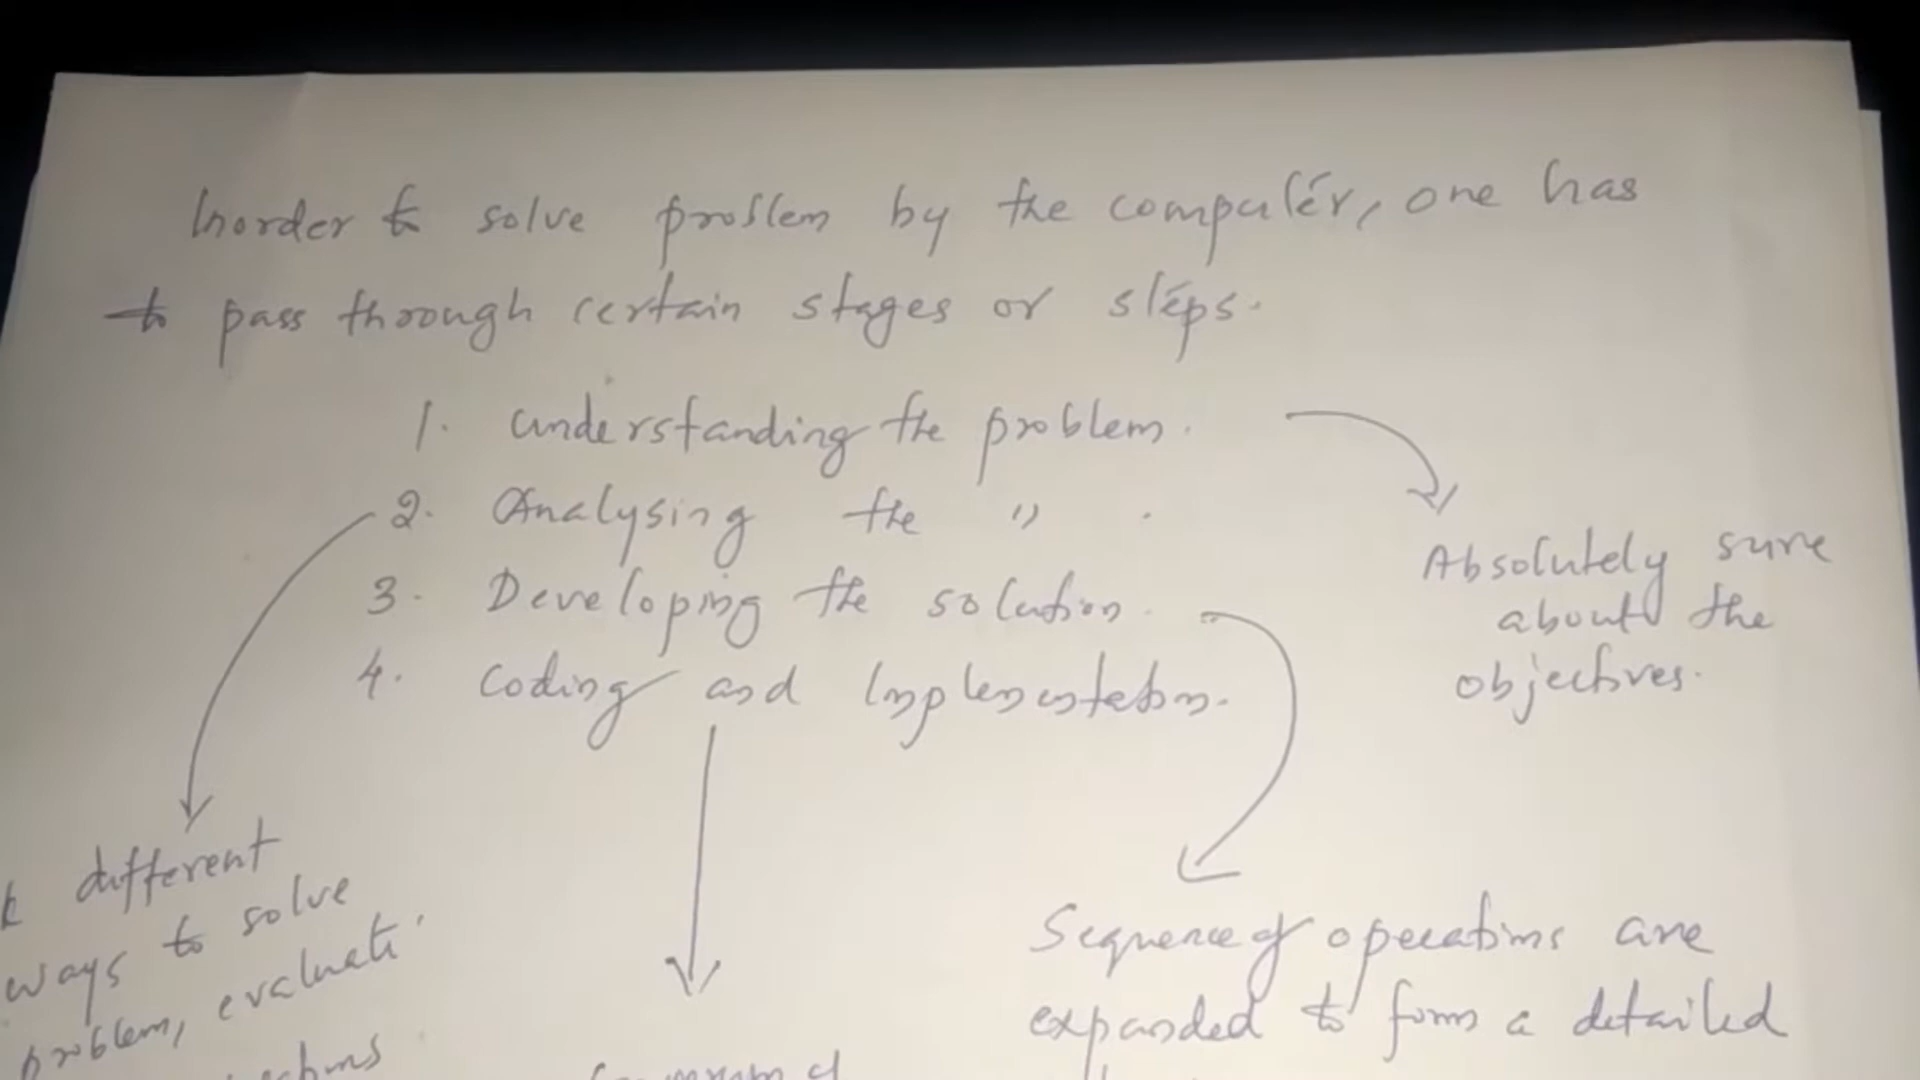 Inorder to solve problem by the computer, one has
to pass through certain stages or steps.
1. understanding the problem.
2. Analysing the " .
3. Developing the solution.
4. Coding and Implementation.
Absolutely sure
about the
objectives.
different
ways to solve
problem, evaluate
Sequence of operations are
expanded to form a detailed